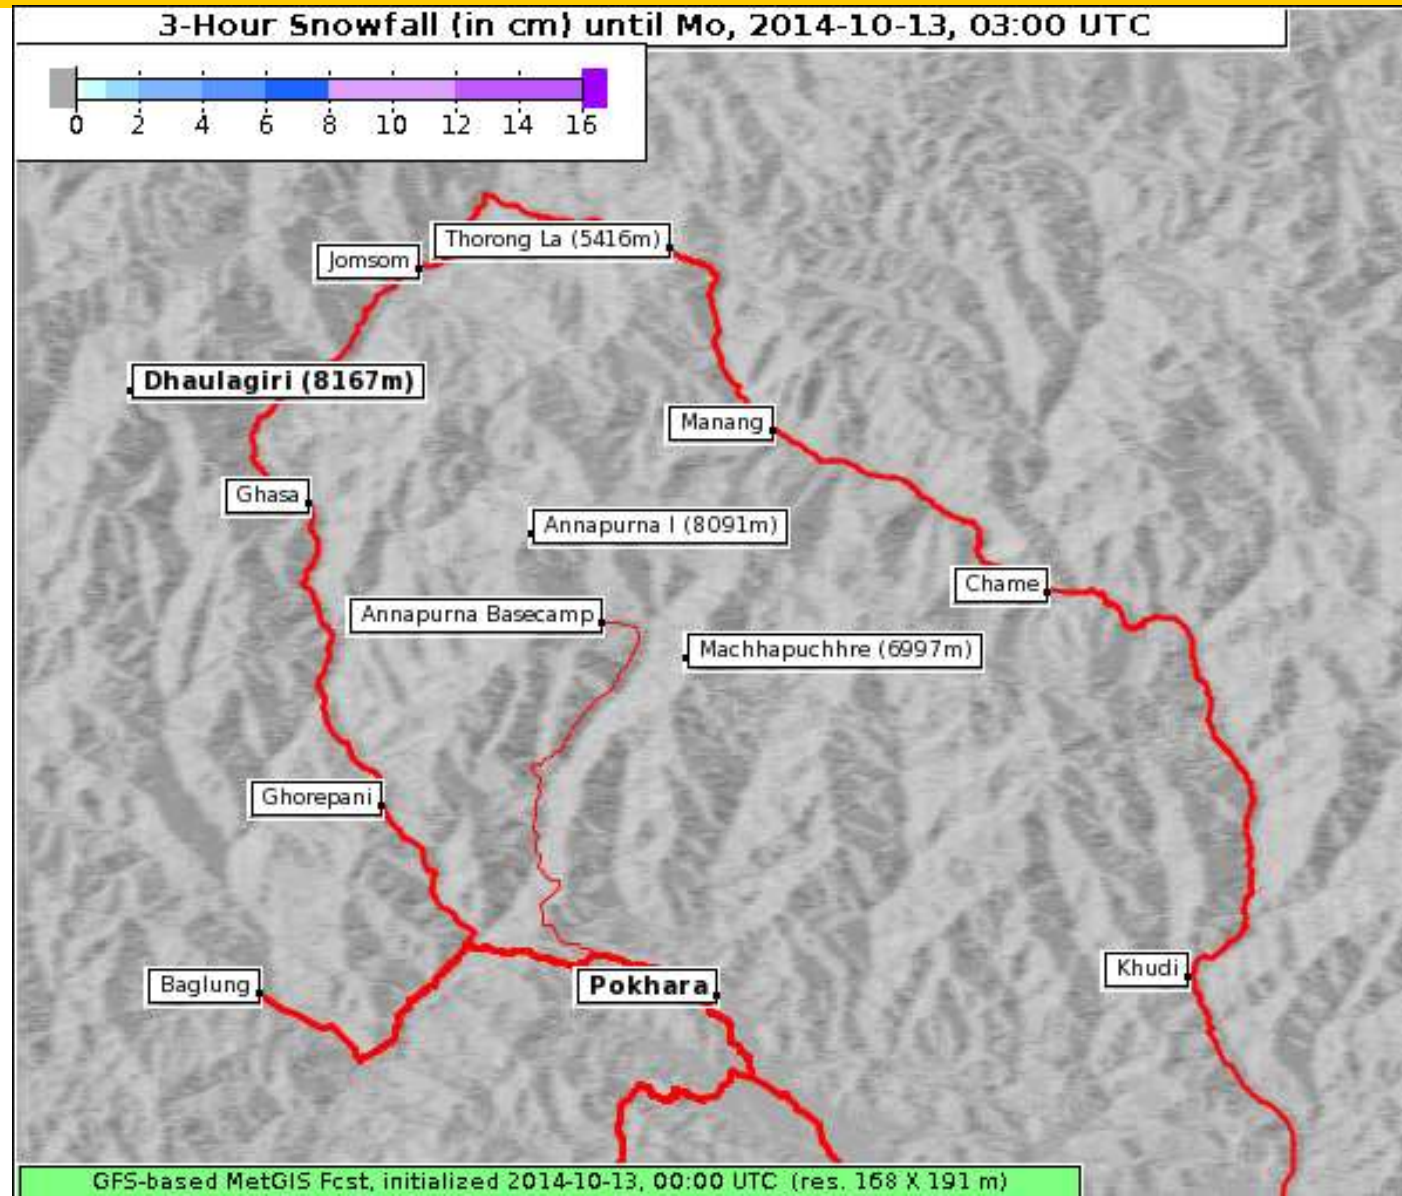 3-Hour Snowfall (in cm) until Mo, 2014-10-13, 03:00 UTC
0 2 4 6 8 10 12 14 16
Thorong La (5416m)
Jomsom
Dhaulagiri (8167m)
Manang
Ghasa
Annapurna I (8091m)
Chame
Annapurna Basecamp
Machhapuchhre (6997m)
Ghorepani
Khudi
Baglung
Pokhara
GFS-based MetGIS Fcst, initialized 2014-10-13, 00:00 UTC (res. 168 X 191 m)